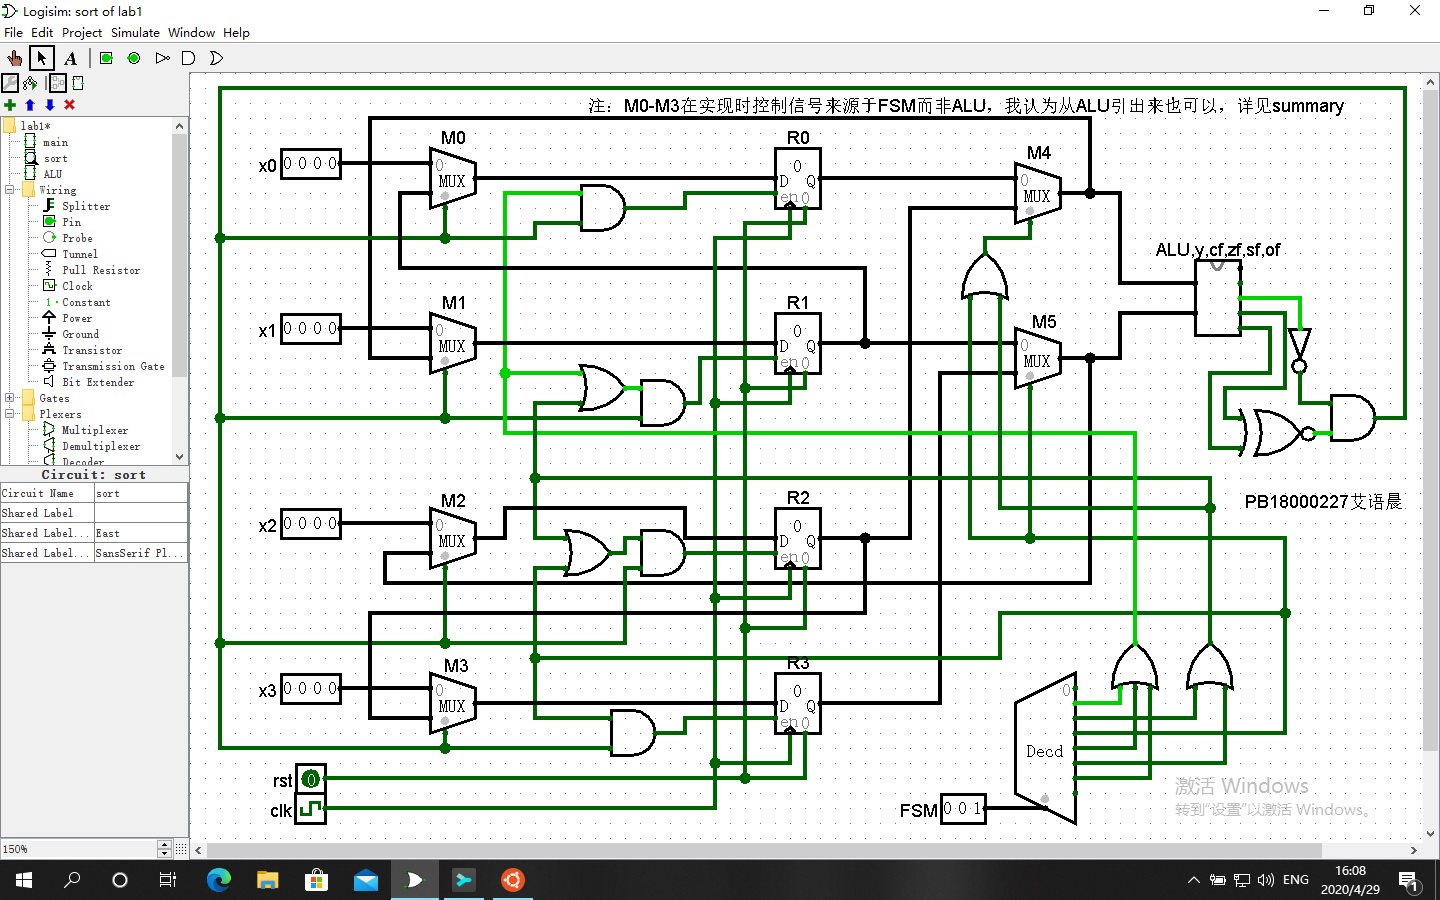 Logisim: sort of lab1
File Edit Project Simulate Window Help
A
lab1*
main
sort
ALU
Wiring
Splitter
Pin
Probe
Tunnel
Pull Resistor
Clock
1 Constant
Power
Ground
Transistor
Transmission Gate
Bit Extender
Gates
Plexers
Multiplexer
Demultiplexer
Decoder
Circuit: sort
Circuit Name sort
Shared Label
Shared Label... East
Shared Label... SansSerif Pl...
150%
注：M0-M3在实现时控制信号来源于FSM而非ALU，我认为从ALU引出来也可以，详见summary
x0 0 0 0 0
M0
0
MUX
R0
0
D Q
en 0
M4
0
MUX
ALU,y,cf,zf,sf,of
x1 0 0 0 0
M1
0
MUX
R1
0
D Q
en 0
M5
0
MUX
PB18000227艾语晨
x2 0 0 0 0
M2
0
MUX
R2
0
D Q
en 0
x3 0 0 0 0
M3
0
MUX
R3
0
D Q
en 0
0
Decd
rst 0
clk
FSM 0 0 1
激活 Windows
转到"设置"以激活 Windows。
ENG
16:08
2020/4/29
1